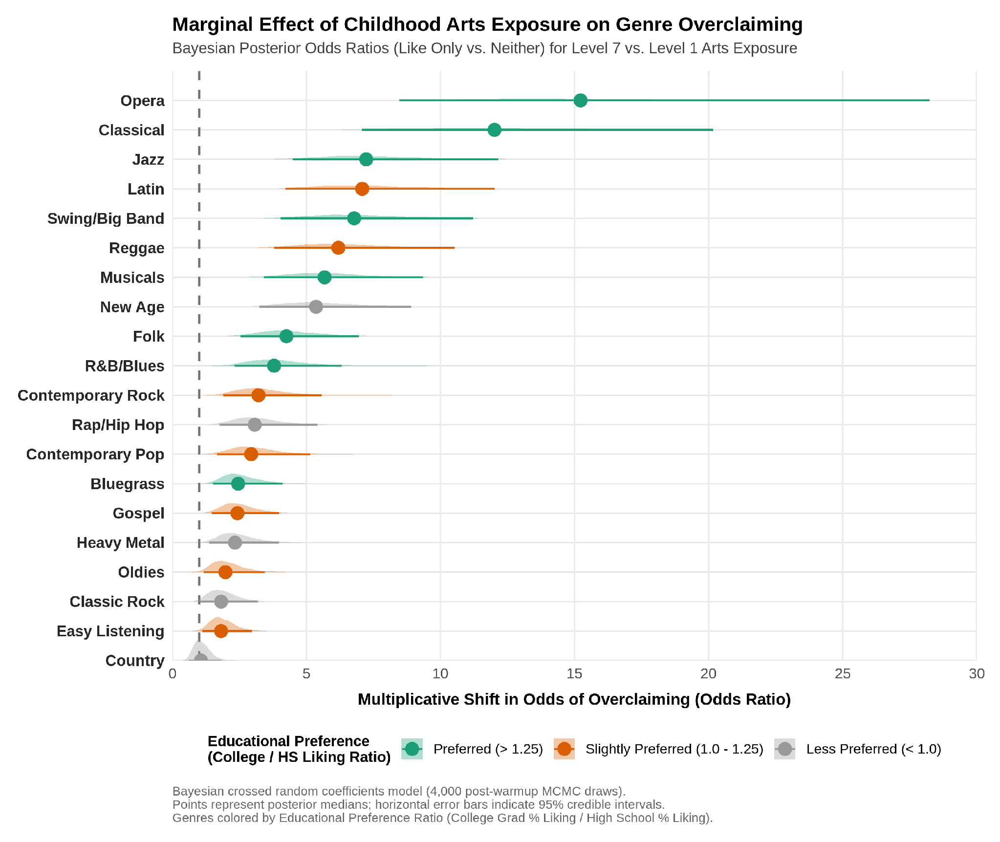 Marginal Effect of Childhood Arts Exposure on Genre Overclaiming
Bayesian Posterior Odds Ratios (Like Only vs. Neither) for Level 7 vs. Level 1 Arts Exposure
Opera
Classical
Jazz
Latin
Swing/Big Band
Reggae
Musicals
New Age
Folk
R&B/Blues
Contemporary Rock
Rap/Hip Hop
Contemporary Pop
Bluegrass
Gospel
Heavy Metal
Oldies
Classic Rock
Easy Listening
Country
0 5 10 15 20 25 30
Multiplicative Shift in Odds of Overclaiming (Odds Ratio)
Educational Preference
(College / HS Liking Ratio)
Preferred (> 1.25) Slightly Preferred (1.0 - 1.25) Less Preferred (< 1.0)
Bayesian crossed random coefficients model (4,000 post-warmup MCMC draws).
Points represent posterior medians; horizontal error bars indicate 95% credible intervals.
Genres colored by Educational Preference Ratio (College Grad % Liking / High School % Liking).